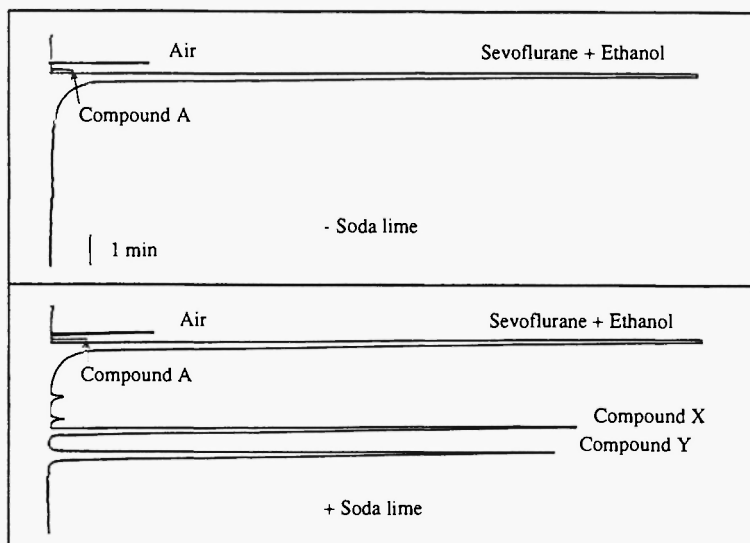 Air
Sevoflurane + Ethanol
Compound A
- Soda lime
1 min
Air
Sevoflurane + Ethanol
Compound A
Compound X
Compound Y
+ Soda lime